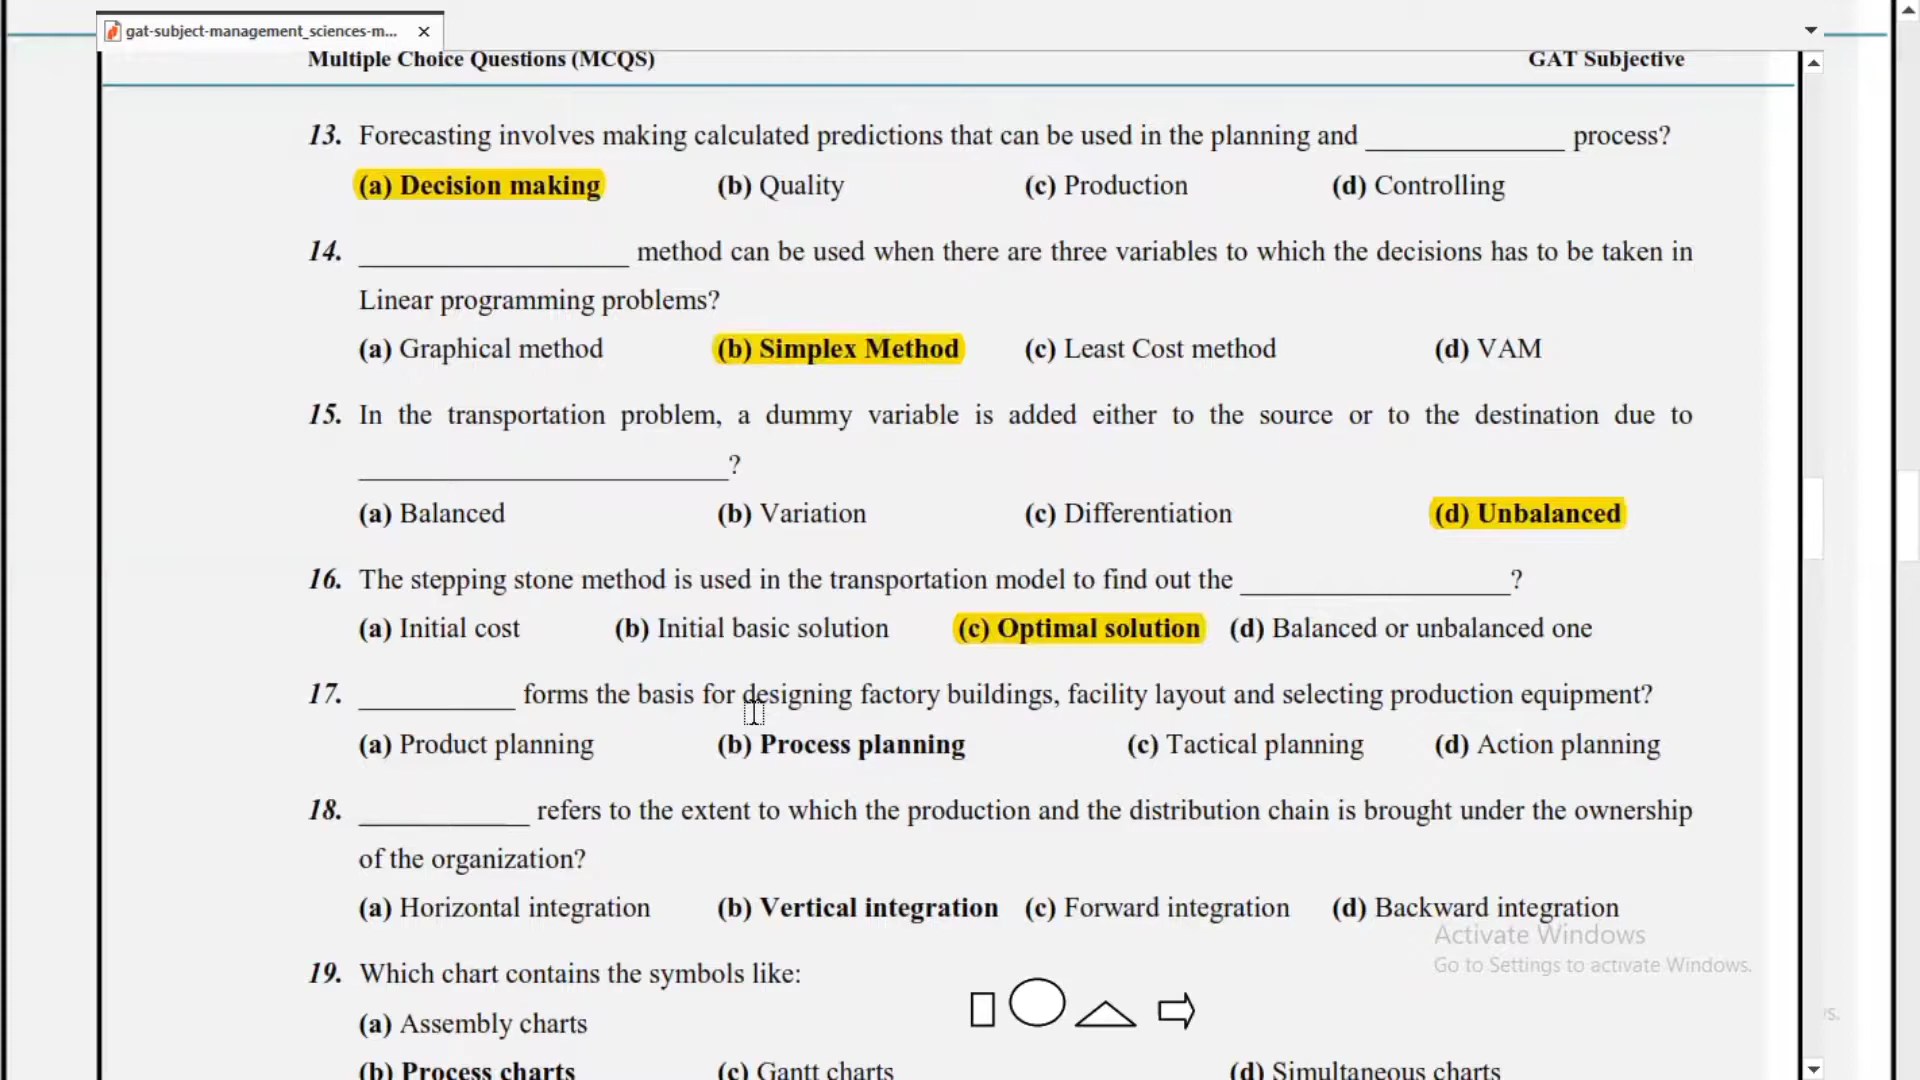 gat-subject-management_sciences-m...
Multiple Choice Questions (MCQS) GAT Subjective
13. Forecasting involves making calculated predictions that can be used in the planning and ______________ process?
(a) Decision making (b) Quality (c) Production (d) Controlling
14. ___________________ method can be used when there are three variables to which the decisions has to be taken in
Linear programming problems?
(a) Graphical method (b) Simplex Method (c) Least Cost method (d) VAM
15. In the transportation problem, a dummy variable is added either to the source or to the destination due to
__________________________?
(a) Balanced (b) Variation (c) Differentiation (d) Unbalanced
16. The stepping stone method is used in the transportation model to find out the ___________________?
(a) Initial cost (b) Initial basic solution (c) Optimal solution (d) Balanced or unbalanced one
17. ___________ forms the basis for designing factory buildings, facility layout and selecting production equipment?
(a) Product planning (b) Process planning (c) Tactical planning (d) Action planning
18. ____________ refers to the extent to which the production and the distribution chain is brought under the ownership
of the organization?
(a) Horizontal integration (b) Vertical integration (c) Forward integration (d) Backward integration
Activate Windows
Go to Settings to activate Windows.
19. Which chart contains the symbols like:
(a) Assembly charts
(b) Process charts (c) Gantt charts (d) Simultaneous charts